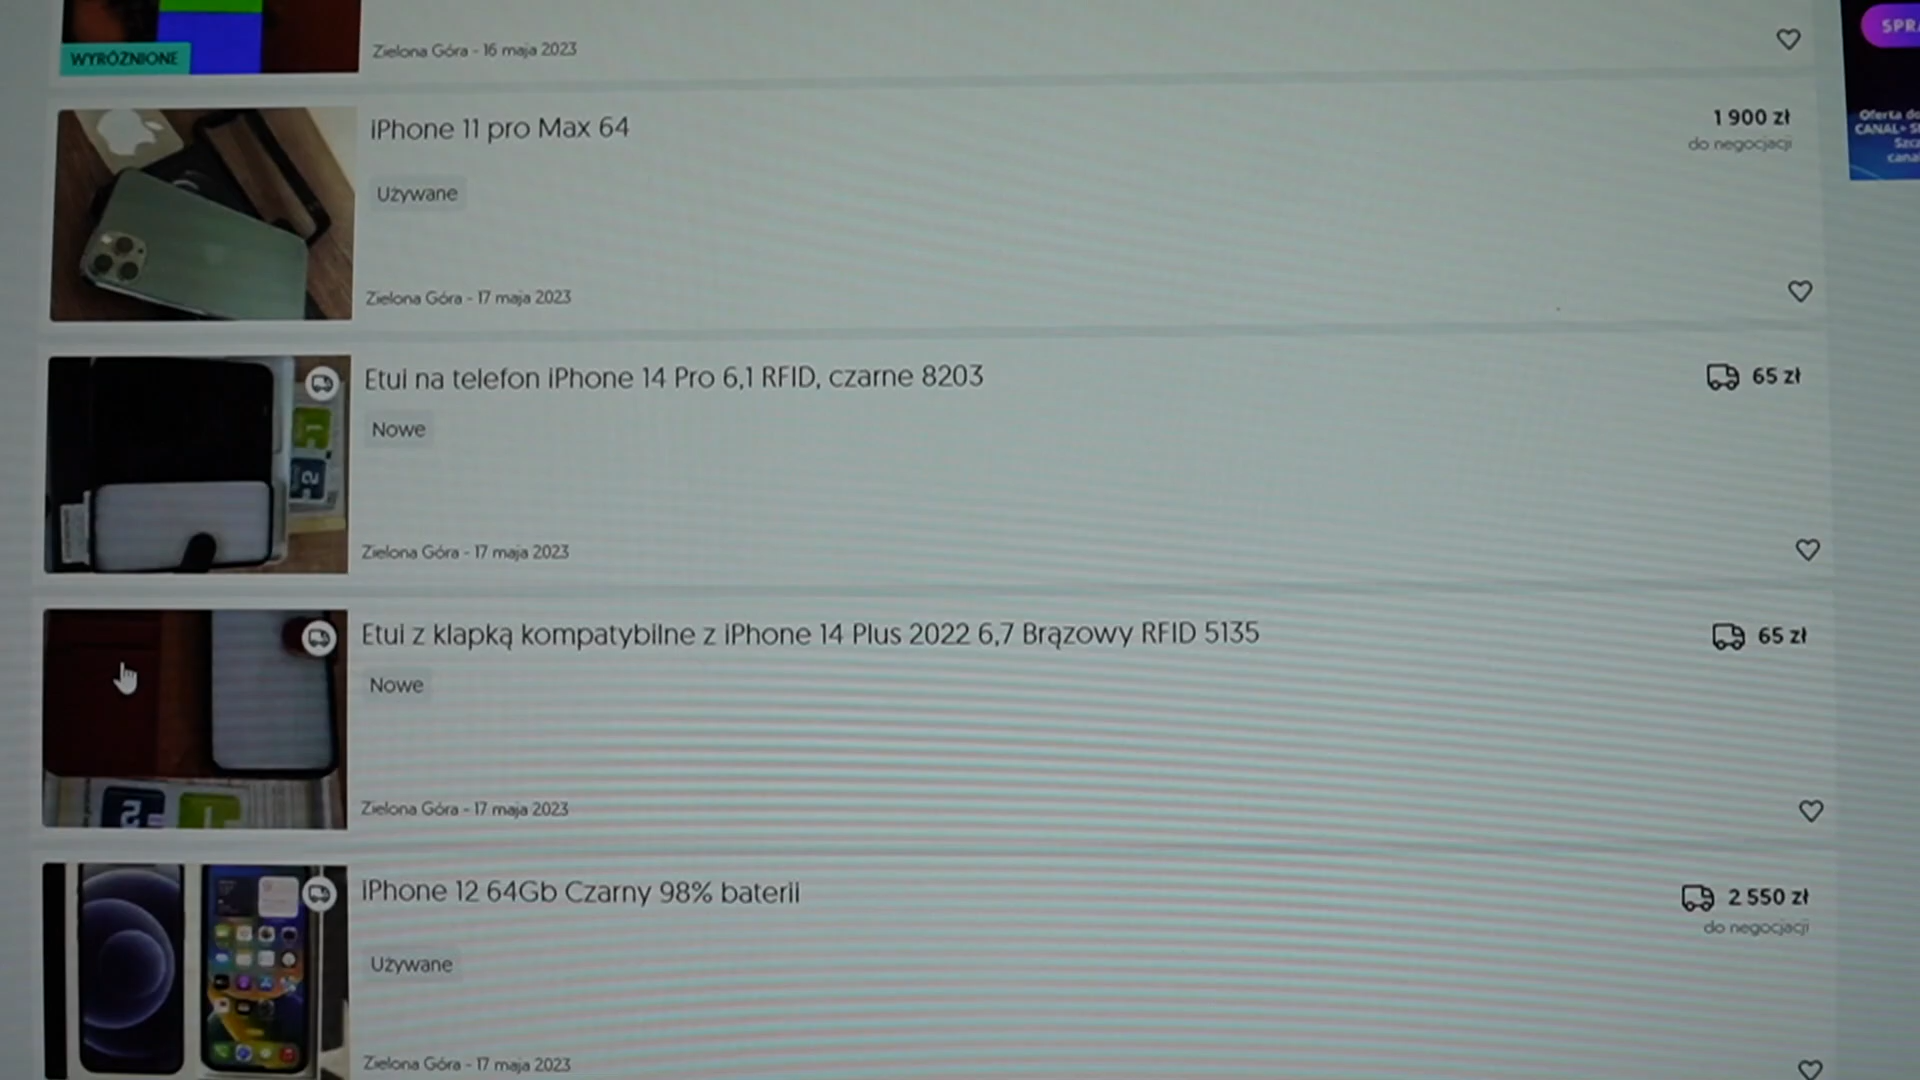 WYRÓŻNIONE
Zielona Góra - 16 maja 2023
iPhone 11 pro Max 64
1 900 zł
do negocjacji
Używane
Zielona Góra - 17 maja 2023
Etui na telefon iPhone 14 Pro 6,1 RFID, czarne 8203
65 zł
Nowe
Zielona Góra - 17 maja 2023
Etui z klapką kompatybilne z iPhone 14 Plus 2022 6,7 Brązowy RFID 5135
65 zł
Nowe
Zielona Góra - 17 maja 2023
iPhone 12 64Gb Czarny 98% baterii
2 550 zł
do negocjacji
Używane
Zielona Góra - 17 maja 2023
SPRA
Oferta do
CANAL+